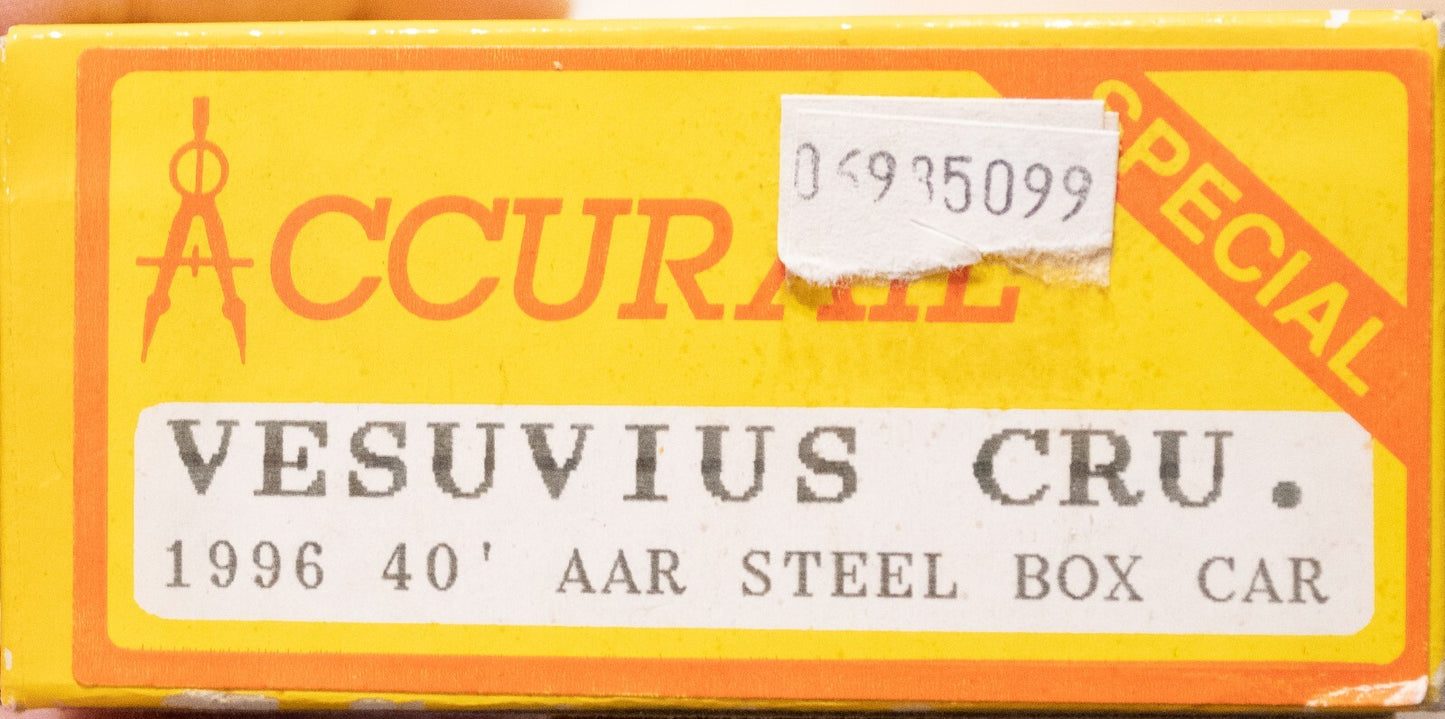 ACCURAIL
SPECIAL
VESUVIUS CRU.
1996 40' AAR STEEL BOX CAR